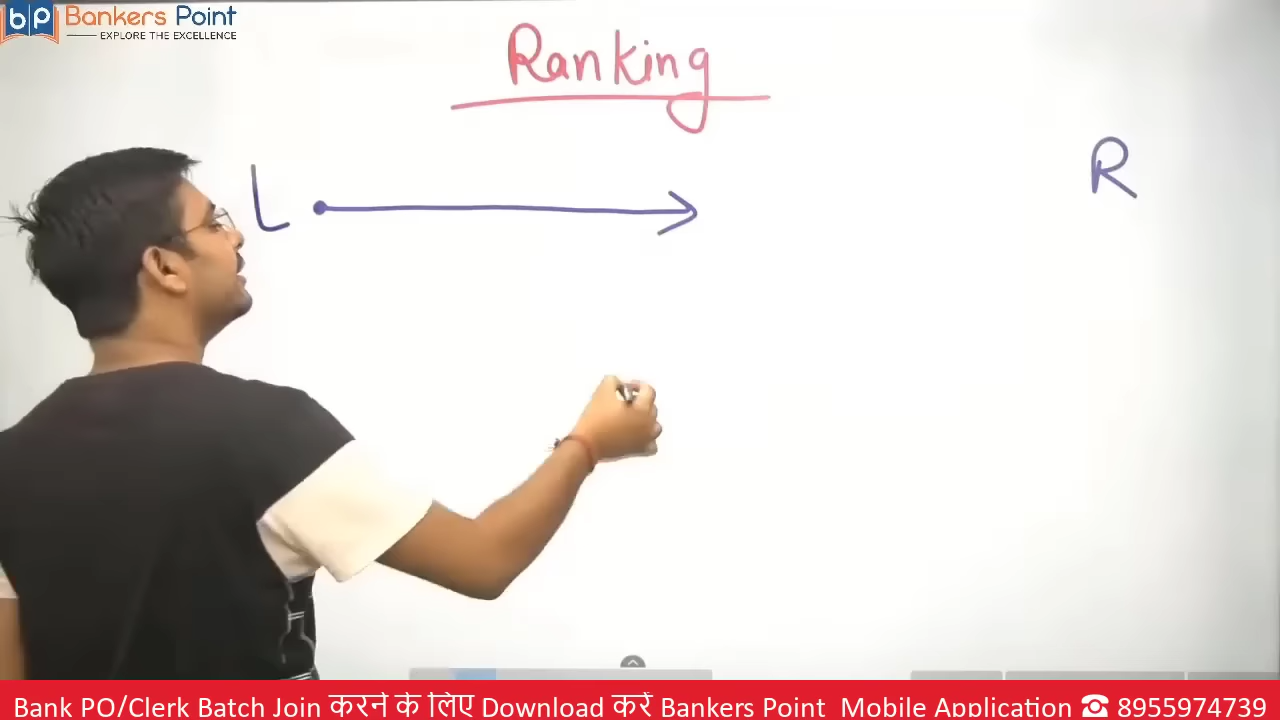 bp Bankers Point
EXPLORE THE EXCELLENCE
Ranking
L
R
Bank PO/Clerk Batch Join करने के लिए Download करें Bankers Point Mobile Application ☎ 8955974739